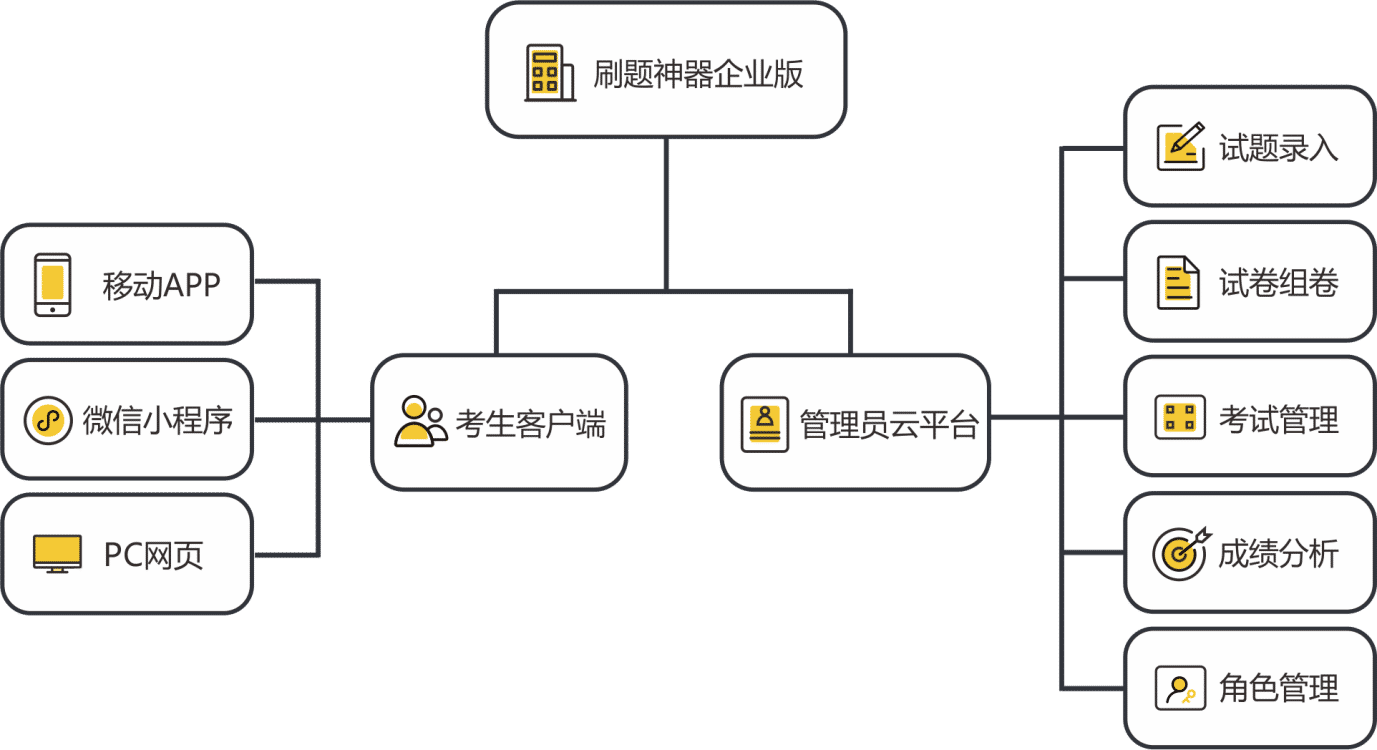 刷题神器企业版
移动APP
微信小程序
PC网页
考生客户端
管理员云平台
试题录入
试卷组卷
考试管理
成绩分析
角色管理